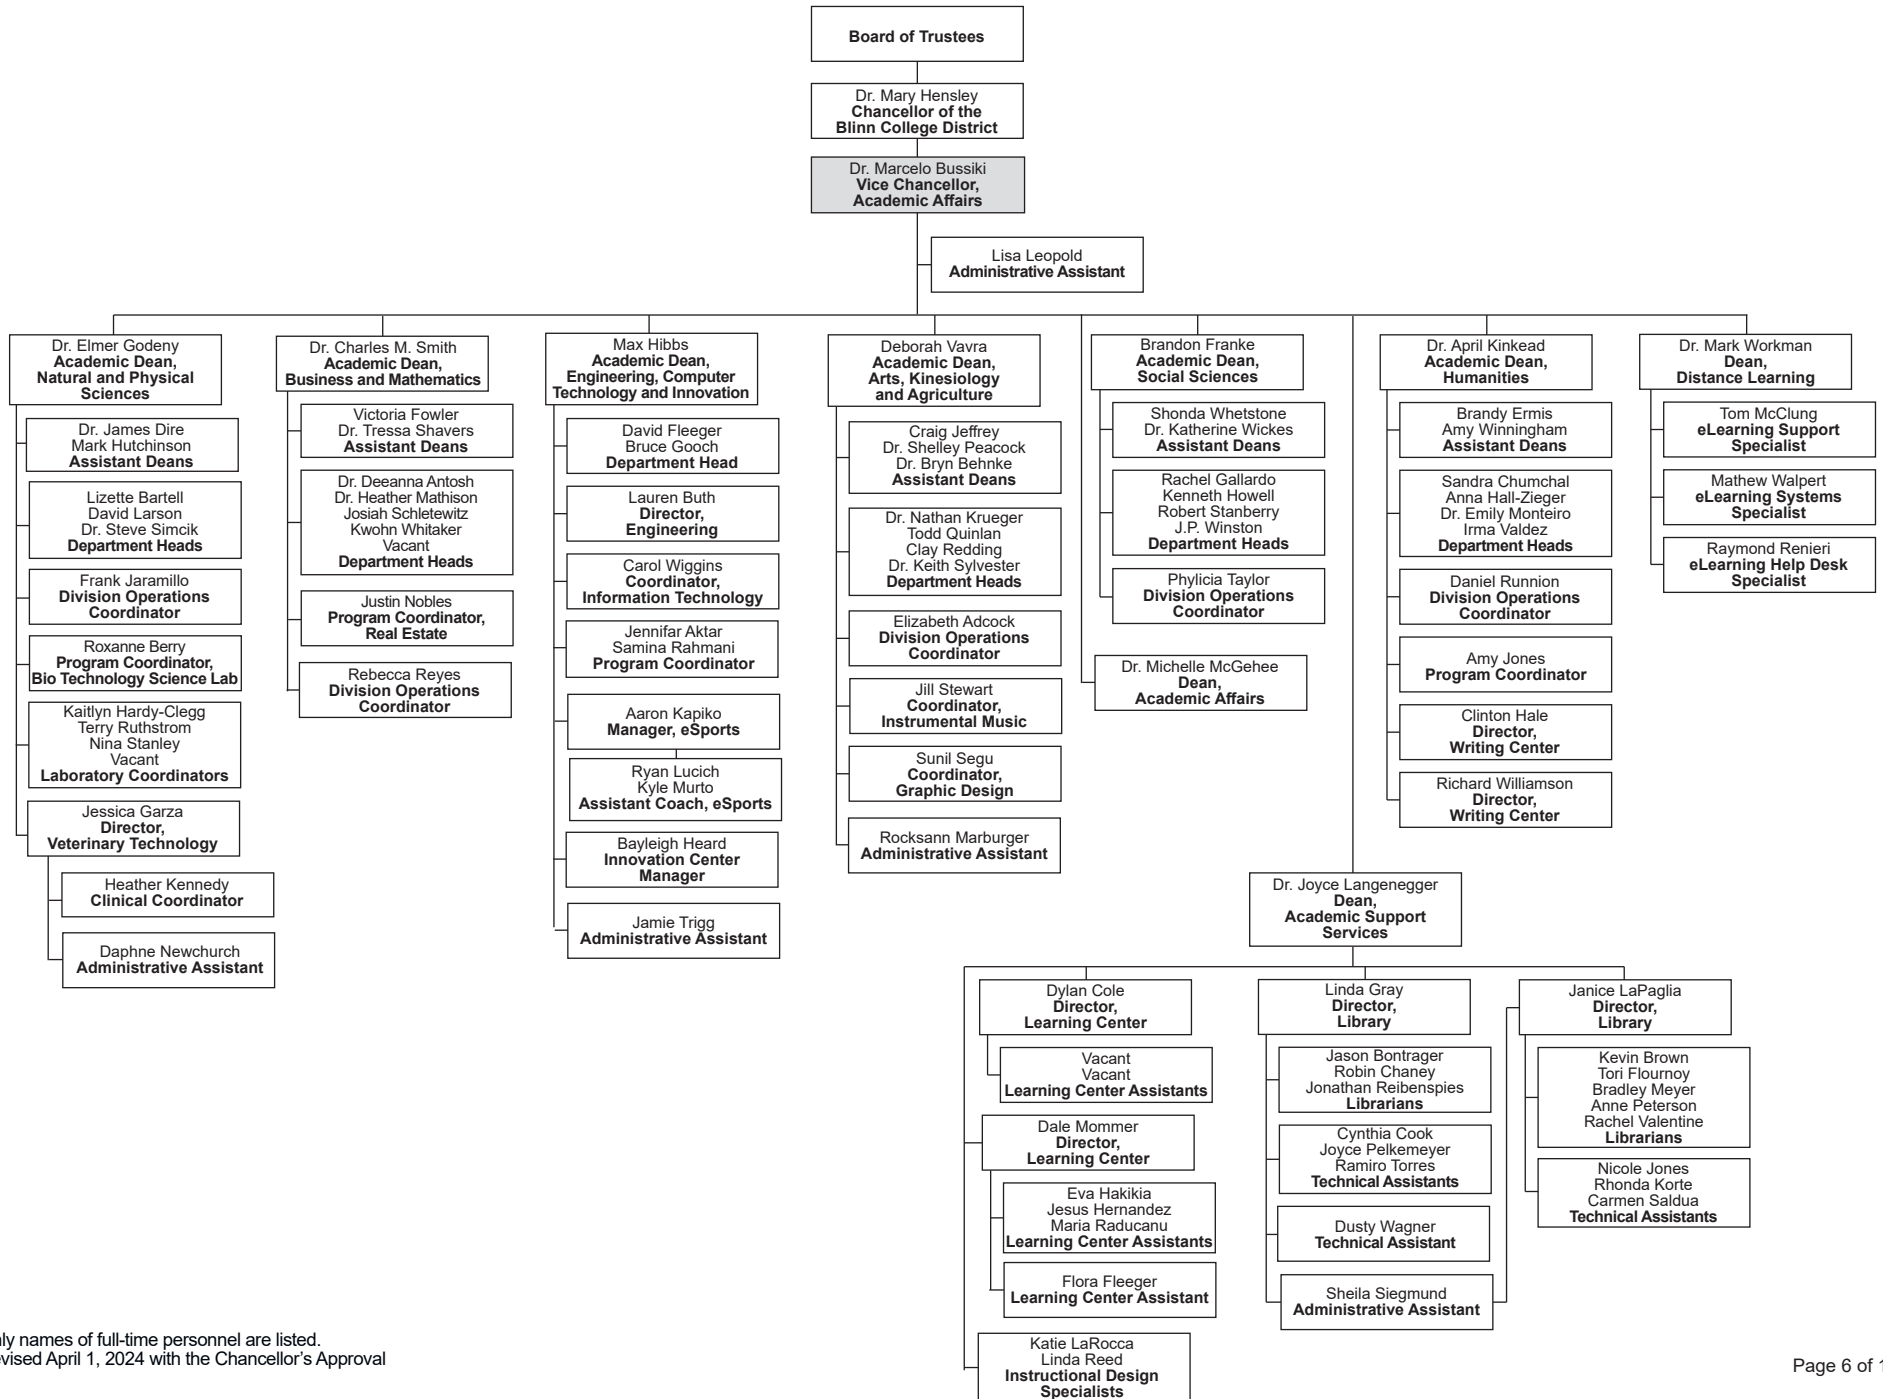 Board of Trustees
Dr. Mary Hensley
Chancellor of the
Blinn College District
Dr. Marcelo Bussiki
Vice Chancellor,
Academic Affairs
Lisa Leopold
Administrative Assistant
Dr. Elmer Godeny
Academic Dean,
Natural and Physical
Sciences
Dr. James Dire
Mark Hutchinson
Assistant Deans
Lizette Bartell
David Larson
Dr. Steve Simcik
Department Heads
Frank Jaramillo
Division Operations
Coordinator
Roxanne Berry
Program Coordinator,
Bio Technology Science Lab
Kaitlyn Hardy-Clegg
Terry Ruthstrom
Nina Stanley
Vacant
Laboratory Coordinators
Jessica Garza
Director,
Veterinary Technology
Heather Kennedy
Clinical Coordinator
Daphne Newchurch
Administrative Assistant
Dr. Charles M. Smith
Academic Dean,
Business and Mathematics
Victoria Fowler
Dr. Tressa Shavers
Assistant Deans
Dr. Deeanna Antosh
Dr. Heather Mathison
Josiah Schletewitz
Kwohn Whitaker
Vacant
Department Heads
Justin Nobles
Program Coordinator,
Real Estate
Rebecca Reyes
Division Operations
Coordinator
Max Hibbs
Academic Dean,
Engineering, Computer
Technology and Innovation
David Fleeger
Bruce Gooch
Department Head
Lauren Buth
Director,
Engineering
Carol Wiggins
Coordinator,
Information Technology
Jennifar Aktar
Samina Rahmani
Program Coordinator
Aaron Kapiko
Manager, eSports
Ryan Lucich
Kyle Murto
Assistant Coach, eSports
Bayleigh Heard
Innovation Center
Manager
Jamie Trigg
Administrative Assistant
Deborah Vavra
Academic Dean,
Arts, Kinesiology
and Agriculture
Craig Jeffrey
Dr. Shelley Peacock
Dr. Bryn Behnke
Assistant Deans
Dr. Nathan Krueger
Todd Quinlan
Clay Redding
Dr. Keith Sylvester
Department Heads
Elizabeth Adcock
Division Operations
Coordinator
Jill Stewart
Coordinator,
Instrumental Music
Sunil Segu
Coordinator,
Graphic Design
Rocksann Marburger
Administrative Assistant
Brandon Franke
Academic Dean,
Social Sciences
Shonda Whetstone
Dr. Katherine Wickes
Assistant Deans
Rachel Gallardo
Kenneth Howell
Robert Stanberry
J.P. Winston
Department Heads
Phylicia Taylor
Division Operations
Coordinator
Dr. Michelle McGehee
Dean,
Academic Affairs
Dr. April Kinkead
Academic Dean,
Humanities
Brandy Ermis
Amy Winningham
Assistant Deans
Sandra Chumchal
Anna Hall-Zieger
Dr. Emily Monteiro
Irma Valdez
Department Heads
Daniel Runnion
Division Operations
Coordinator
Amy Jones
Program Coordinator
Clinton Hale
Director,
Writing Center
Richard Williamson
Director,
Writing Center
Dr. Mark Workman
Dean,
Distance Learning
Tom McClung
eLearning Support
Specialist
Mathew Walpert
eLearning Systems
Specialist
Raymond Renieri
eLearning Help Desk
Specialist
Dr. Joyce Langenegger
Dean,
Academic Support
Services
Dylan Cole
Director,
Learning Center
Vacant
Vacant
Learning Center Assistants
Dale Mommer
Director,
Learning Center
Eva Hakikia
Jesus Hernandez
Maria Raducanu
Learning Center Assistants
Flora Fleeger
Learning Center Assistant
Katie LaRocca
Linda Reed
Instructional Design
Specialists
Linda Gray
Director,
Library
Jason Bontrager
Robin Chaney
Jonathan Reibenspies
Librarians
Cynthia Cook
Joyce Pelkemeyer
Ramiro Torres
Technical Assistants
Dusty Wagner
Technical Assistant
Sheila Siegmund
Administrative Assistant
Janice LaPaglia
Director,
Library
Kevin Brown
Tori Flournoy
Bradley Meyer
Anne Peterson
Rachel Valentine
Librarians
Nicole Jones
Rhonda Korte
Carmen Saldua
Technical Assistants
names of full-time personnel are listed.
April 1, 2024 with the Chancellor's Approval
Page 6 of